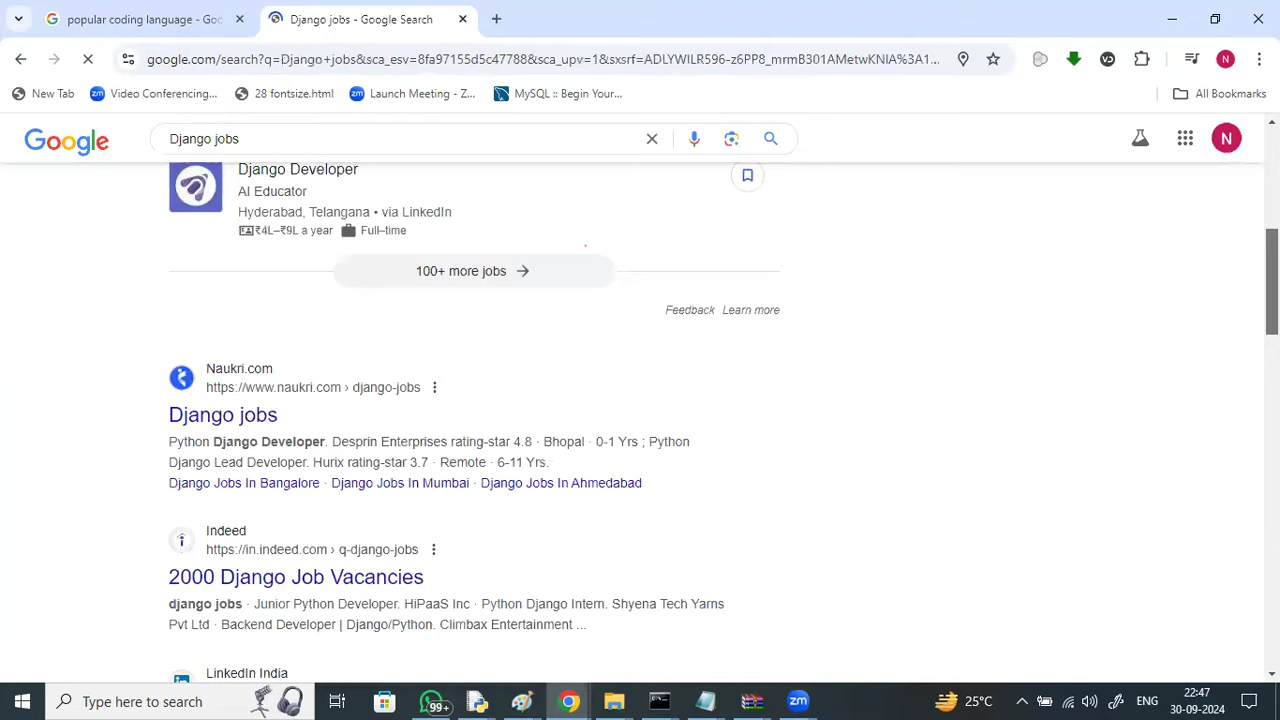 popular coding language - Goo
Django jobs - Google Search
google.com/search?q=Django+jobs&sca_esv=8fa97155d5c47788&sca_upv=1&sxsrf=ADLYWILR596-z6PP8_mrmB301AMetwKNIA%3A1...
N
New Tab
Video Conferencing...
28 fontsize.html
Launch Meeting - Z...
MySQL :: Begin Your...
All Bookmarks
Google
Django jobs
N
Django Developer
AI Educator
Hyderabad, Telangana • via LinkedIn
₹4L–₹9L a year
Full–time
100+ more jobs
Feedback Learn more
Naukri.com
https://www.naukri.com › django-jobs
Django jobs
Python Django Developer. Desprin Enterprises rating-star 4.8 · Bhopal · 0-1 Yrs ; Python
Django Lead Developer. Hurix rating-star 3.7 · Remote · 6-11 Yrs.
Django Jobs In Bangalore · Django Jobs In Mumbai · Django Jobs In Ahmedabad
Indeed
https://in.indeed.com › q-django-jobs
2000 Django Job Vacancies
django jobs · Junior Python Developer. HiPaaS Inc · Python Django Intern. Shyena Tech Yarns
Pvt Ltd · Backend Developer | Django/Python. Climbax Entertainment ...
LinkedIn India
Type here to search
99+
zm
25°C
ENG
22:47
30-09-2024